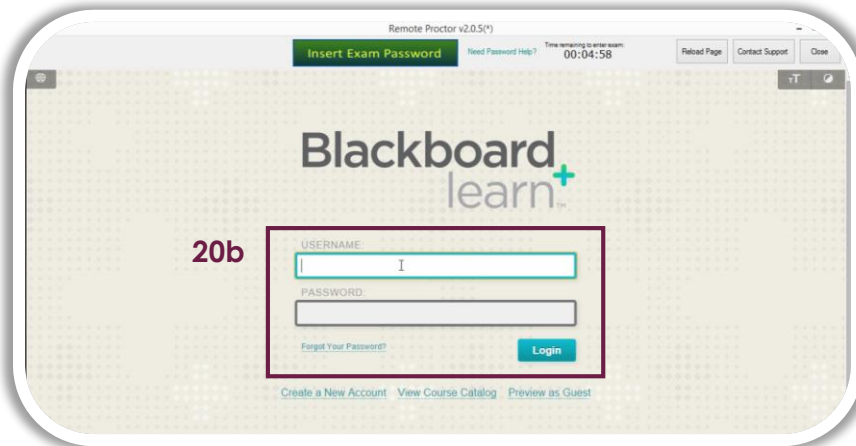 Remote Proctor v2.0.5(*)
Insert Exam Password
Need Password Help?
Time remaining to enter exam:
00:04:58
Reload Page
Contact Support
Close
TT
Blackboard
learn+™
20b
USERNAME:
PASSWORD:
Forgot Your Password?
Login
Create a New Account View Course Catalog Preview as Guest